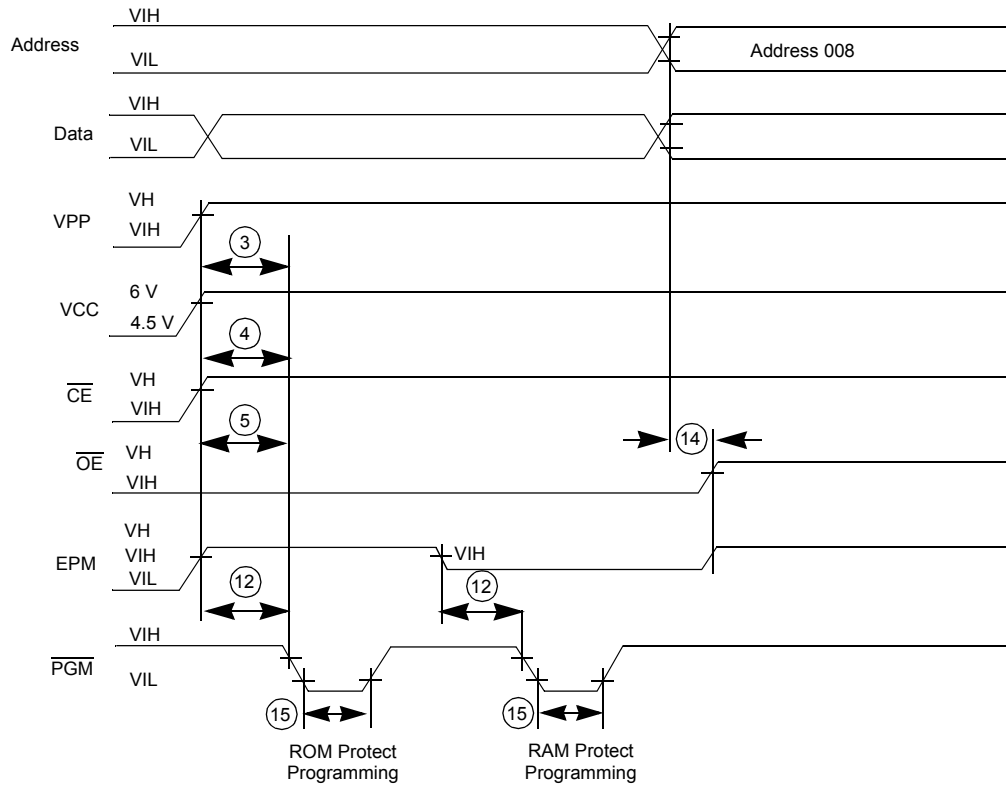 VIH
Address
VIL
Address 008
VIH
Data
VIL
VH
VPP
VIH
3
6 V
VCC
4.5 V
4
VH
CE
VIH
5
14
VH
OE
VIH
VH
VIH
VIH
EPM
VIL
12
12
VIH
PGM
VIL
15
15
ROM Protect
Programming
RAM Protect
Programming